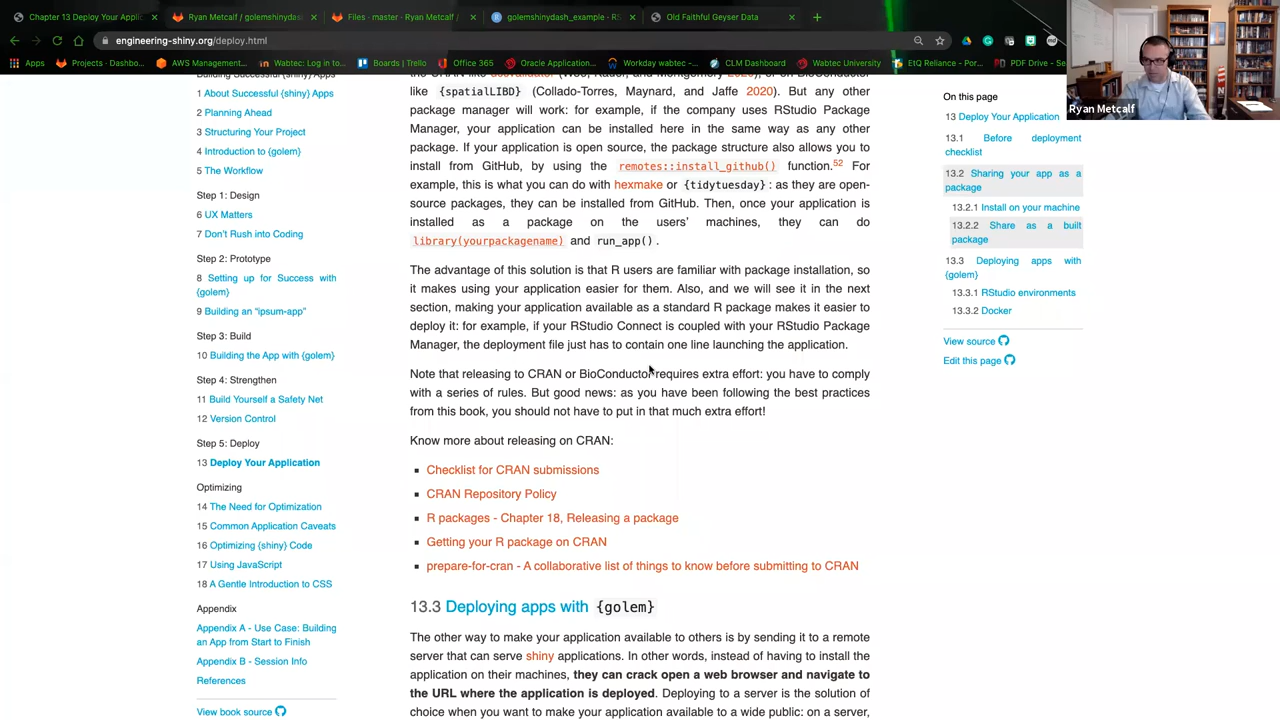 Chapter 13 Deploy Your Applic
Ryan Metcalf / golemshinydas
Files · master · Ryan Metcalf /
golemshinydash_example - RS
Old Faithful Geyser Data
engineering-shiny.org/deploy.html
Apps
Projects · Dashbo...
AWS Management...
Wabtec: Log in to...
Boards | Trello
Office 365
Oracle Application...
Workday wabtec -...
CLM Dashboard
Wabtec University
EtQ Reliance - Por...
PDF Drive - Se
Ryan Metcalf
Building Successful {shiny} Apps
1 About Successful {shiny} Apps
2 Planning Ahead
3 Structuring Your Project
4 Introduction to {golem}
5 The Workflow
Step 1: Design
6 UX Matters
7 Don't Rush into Coding
Step 2: Prototype
8 Setting up for Success with
{golem}
9 Building an "ipsum-app"
Step 3: Build
10 Building the App with {golem}
Step 4: Strengthen
11 Build Yourself a Safety Net
12 Version Control
Step 5: Deploy
13 Deploy Your Application
Optimizing
14 The Need for Optimization
15 Common Application Caveats
16 Optimizing {shiny} Code
17 Using JavaScript
18 A Gentle Introduction to CSS
Appendix
Appendix A - Use Case: Building
an App from Start to Finish
Appendix B - Session Info
References
View book source
like {spatialLIBD} (Collado-Torres, Maynard, and Jaffe 2020). But any other
package manager will work: for example, if the company uses RStudio Package
Manager, your application can be installed here in the same way as any other
package. If your application is open source, the package structure also allows you to
install from GitHub, by using the remotes::install_github() function.52 For
example, this is what you can do with hexmake or {tidytuesday} : as they are open-
source packages, they can be installed from GitHub. Then, once your application is
installed as a package on the users' machines, they can do
library(yourpackagename) and run_app() .
The advantage of this solution is that R users are familiar with package installation, so
it makes using your application easier for them. Also, and we will see it in the next
section, making your application available as a standard R package makes it easier to
deploy it: for example, if your RStudio Connect is coupled with your RStudio Package
Manager, the deployment file just has to contain one line launching the application.
Note that releasing to CRAN or BioConductor requires extra effort: you have to comply
with a series of rules. But good news: as you have been following the best practices
from this book, you should not have to put in that much extra effort!
Know more about releasing on CRAN:
Checklist for CRAN submissions
CRAN Repository Policy
R packages - Chapter 18, Releasing a package
Getting your R package on CRAN
prepare-for-cran - A collaborative list of things to know before submitting to CRAN
13.3 Deploying apps with {golem}
The other way to make your application available to others is by sending it to a remote
server that can serve shiny applications. In other words, instead of having to install the
application on their machines, they can crack open a web browser and navigate to
the URL where the application is deployed. Deploying to a server is the solution of
choice when you want to make your application available to a wide public: on a server,
On this page
13 Deploy Your Application
13.1 Before deployment
checklist
13.2 Sharing your app as a
package
13.2.1 Install on your machine
13.2.2 Share as a built
package
13.3 Deploying apps with
{golem}
13.3.1 RStudio environments
13.3.2 Docker
View source
Edit this page